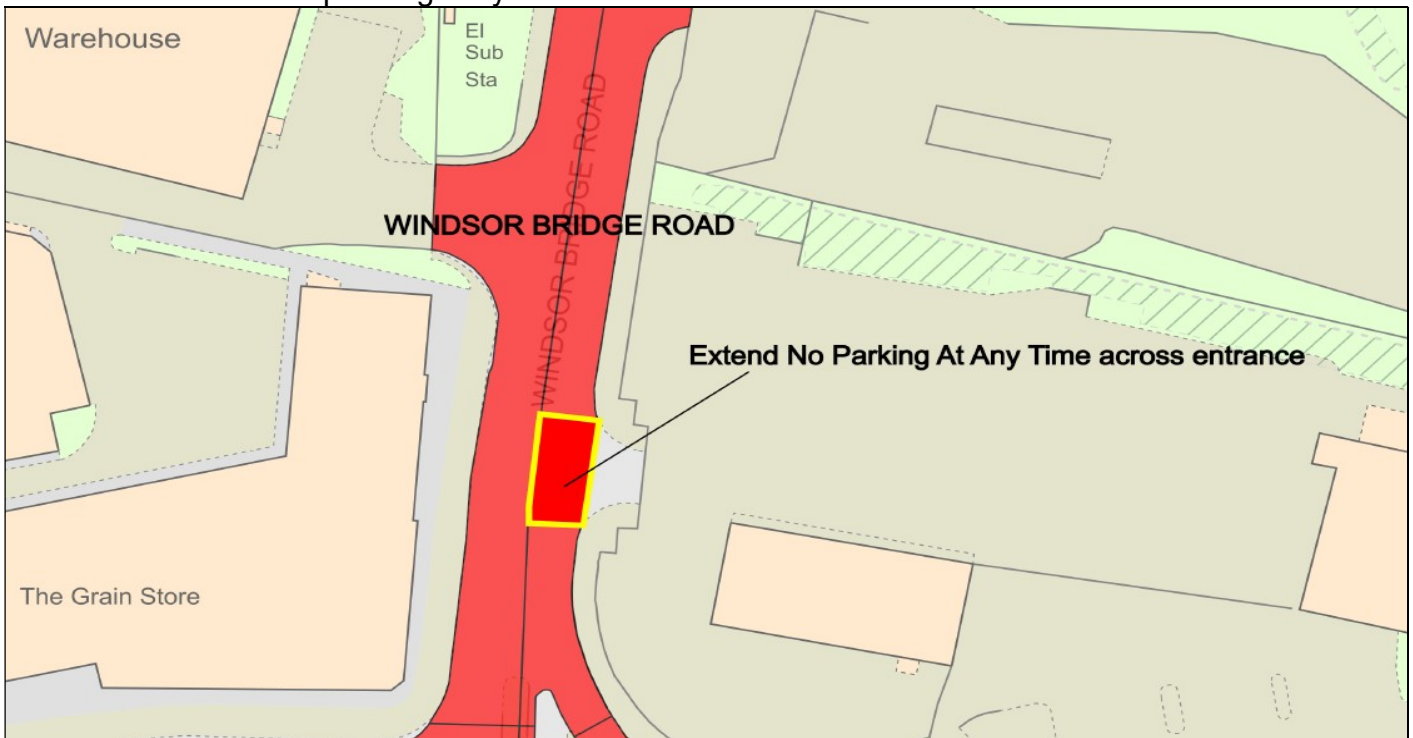 Warehouse
El
Sub
Sta
WINDSOR BRIDGE ROAD
WINDSOR BRIDGE ROAD
Extend No Parking At Any Time across entrance
The Grain Store